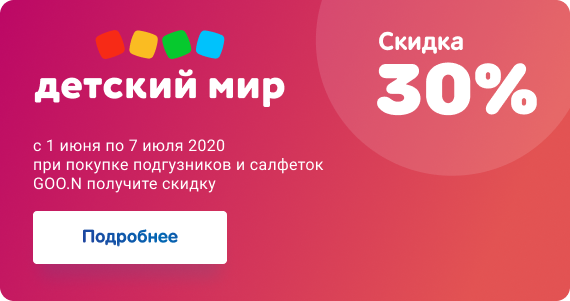 детский мир
Скидка
30%
с 1 июня по 7 июля 2020
при покупке подгузников и салфеток
GOO.N получите скидку
Подробнее